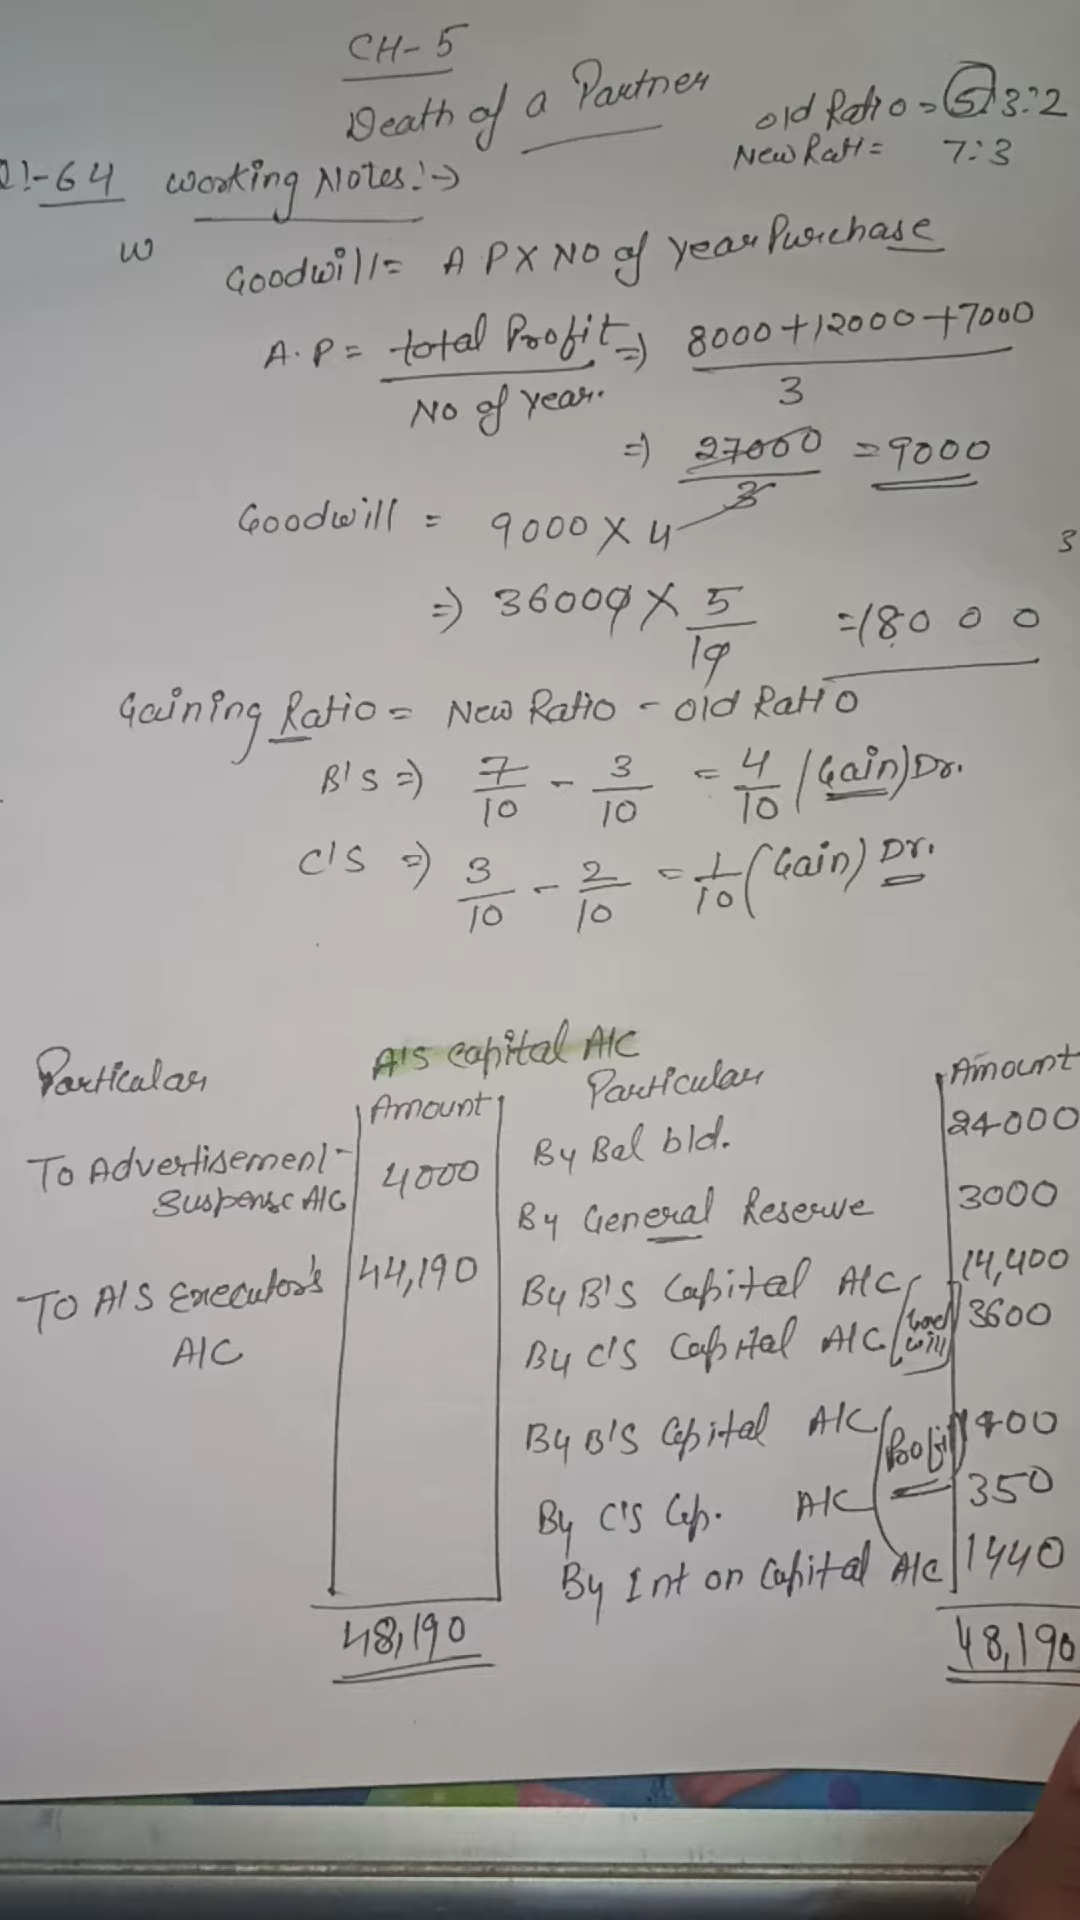 CH-5
Death of a Partner
Old Ratio = 5:3:2
New Rati = 7:3
Q!-64 Working Notes:->
W
Goodwill = A P X NO of year Purchase
A.P = total Profit / No of year. => 8000+12000+7000 / 3
=> 27000 / 3 = 9000
Goodwill = 9000 X 4
3
=> 36000 X 5/10 = 18000
Gaining Ratio = New Ratio - old Ratio
B'S => 7/10 - 3/10 = 4/10 (Gain) Dr.
C'S => 3/10 - 2/10 = 1/10 (Gain) Dr.
A'S Capital A/C
Particular Amount Particular Amount
To Advertisement- Suspense A/C 4000 By Bal b/d. 24000
By General Reserve 3000
To A'S Executor's A/C 44,190 By B'S Capital A/C 14,400
By C'S Capital A/C (Good will) 3600
By B'S Capital A/C 1400
(Profit)
By C'S Cap. A/C 350
By Int on Capital A/C 1440
48,190 48,190